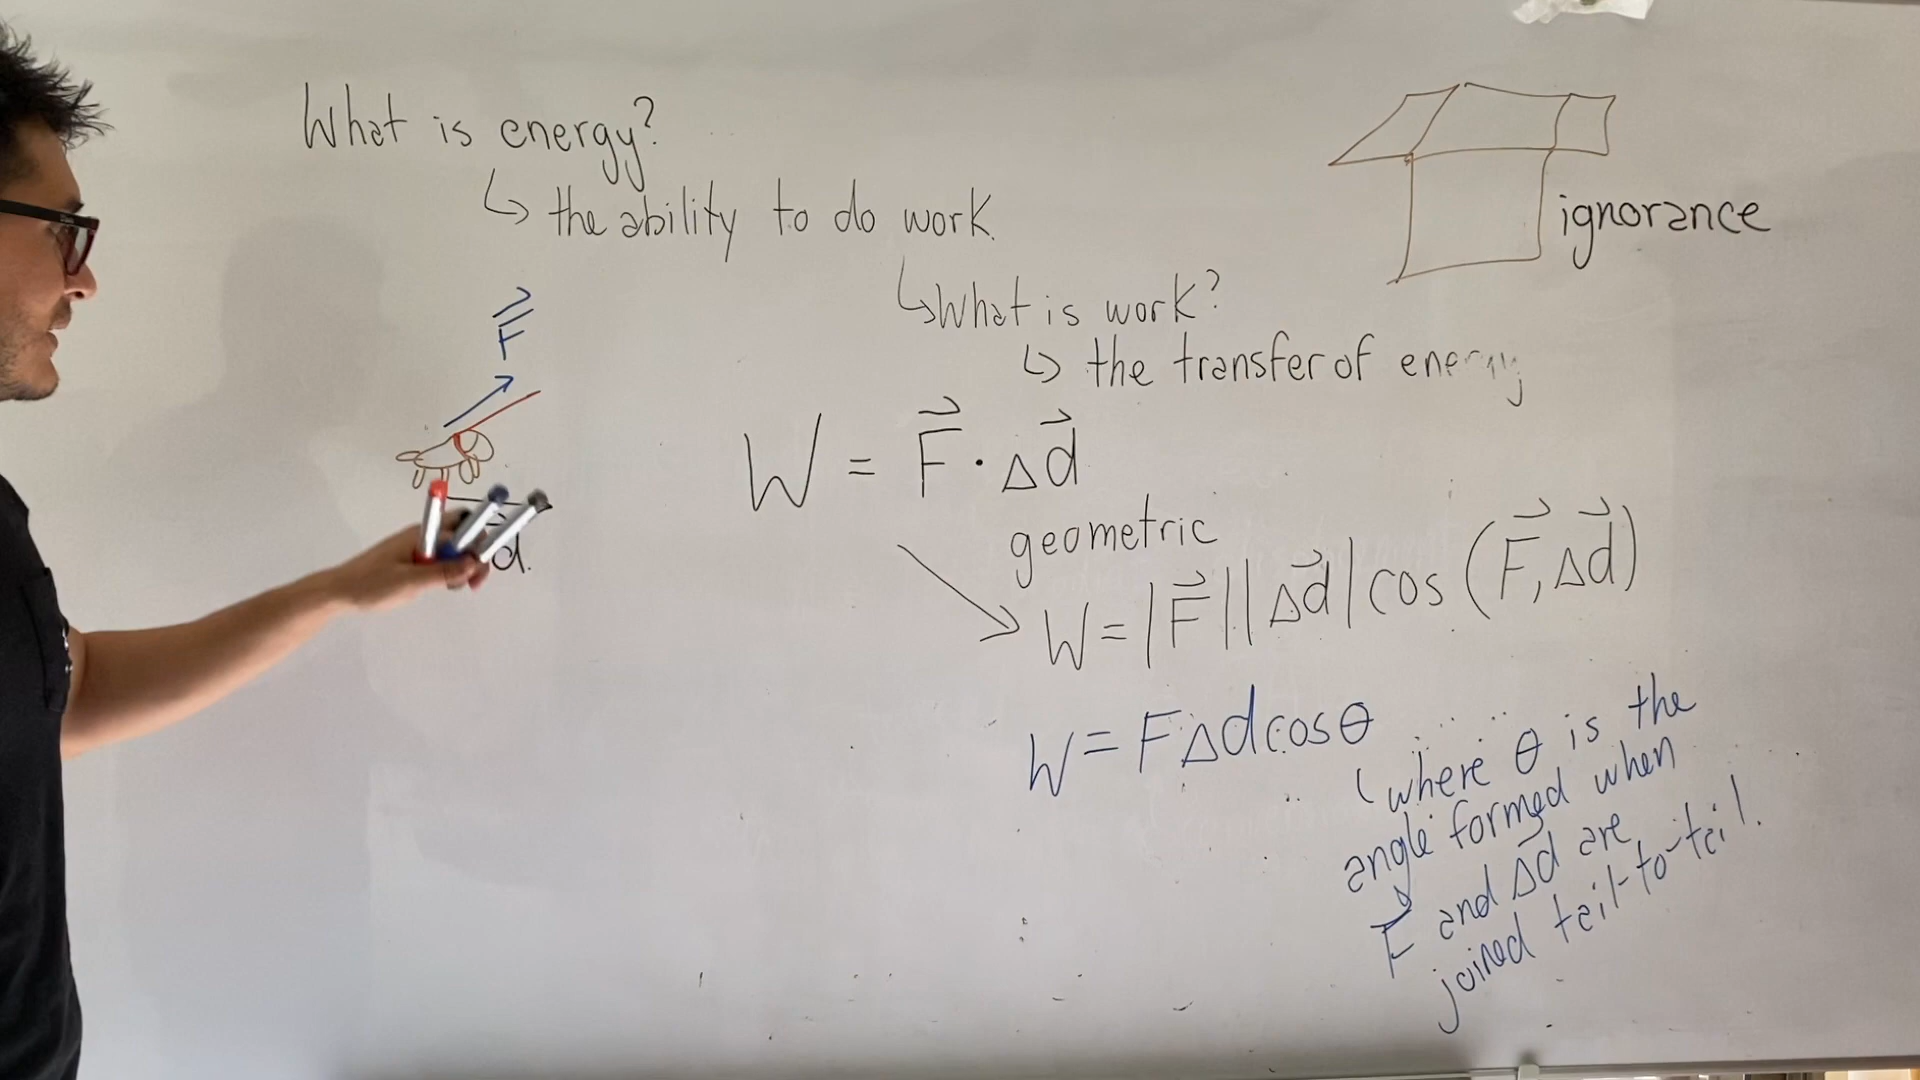 What is energy?
↳ the ability to do work.
ignorance
↳ What is work?
↳ the transfer of energy
F⃗
W = F⃗ · Δd⃗
geometric
d.
W = |F⃗||Δd⃗| cos (F⃗, Δd⃗)
W = FΔd cosθ
(where θ is the
angle formed when
F⃗ and Δd⃗ are
joined tail-to-tail.